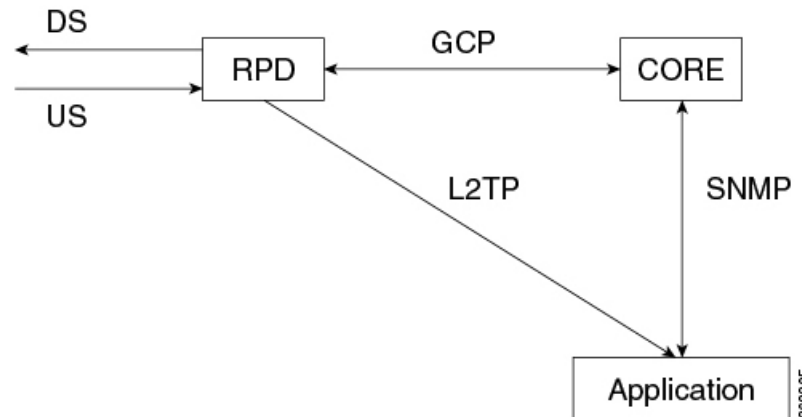 DS
GCP
RPD
CORE
US
L2TP
SNMP
Application